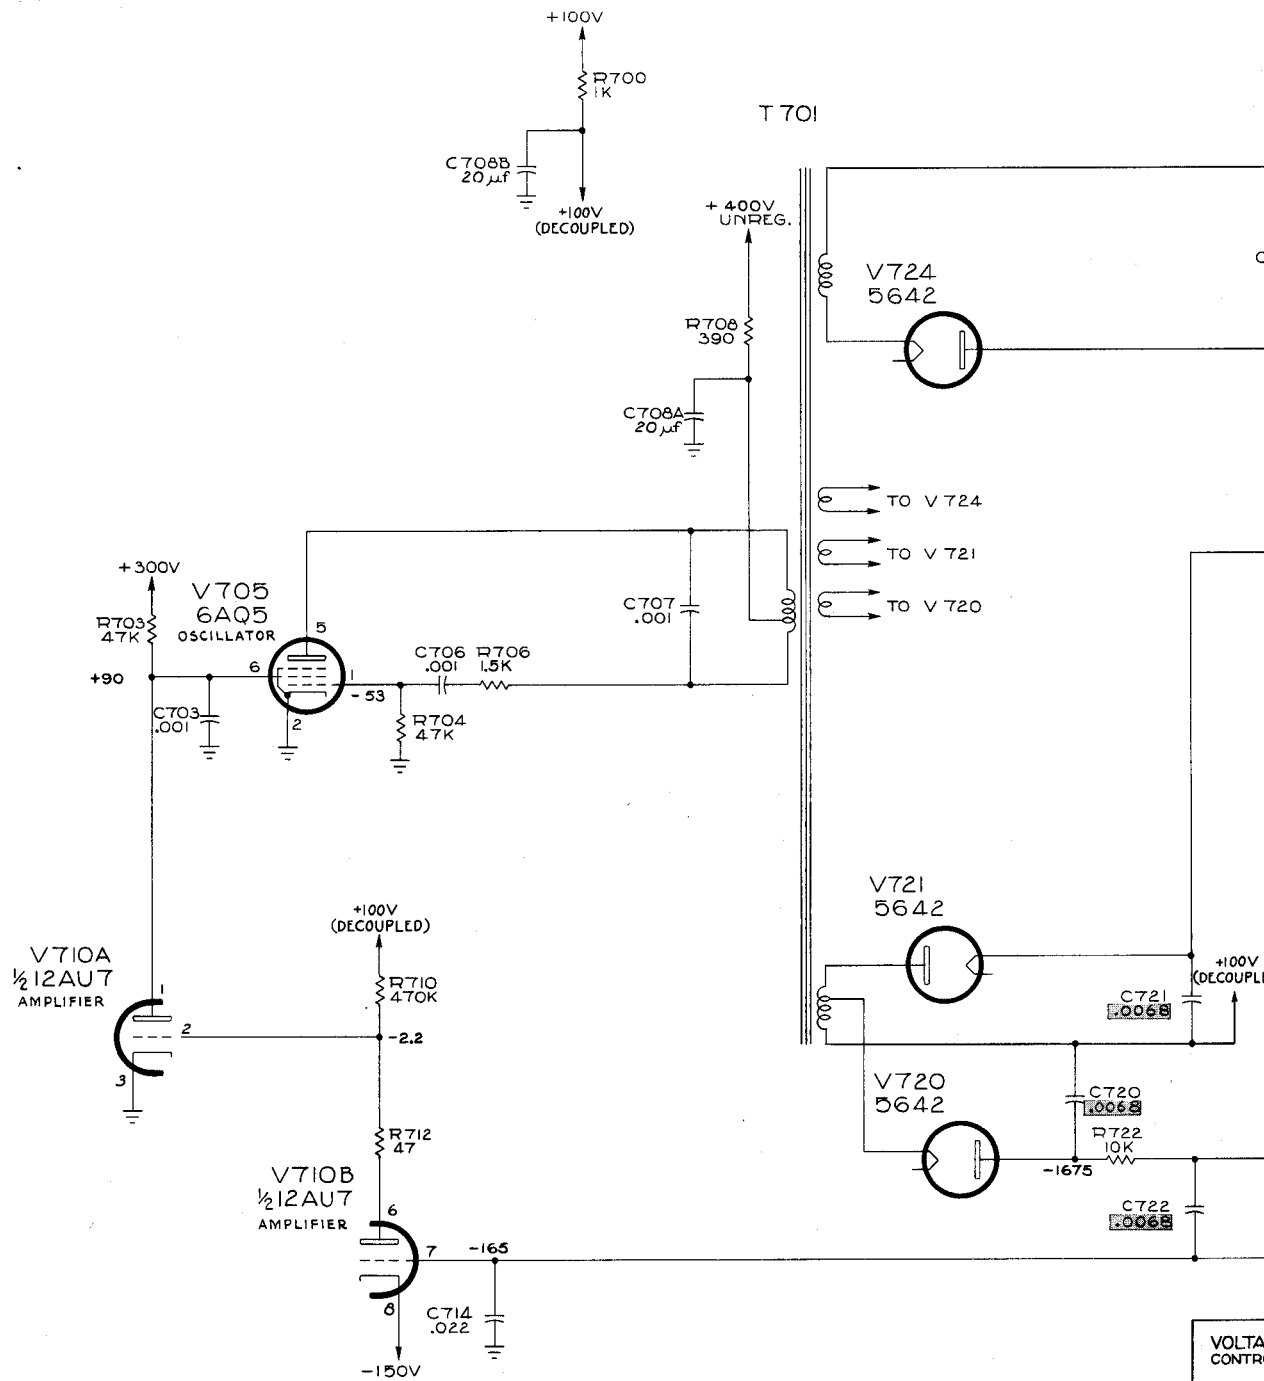 +100V
R700
1K
T701
C708B
20µf
+100V
(DECOUPLED)
+400V
UNREG.
V724
5642
R708
390
C708A
20µf
TO V724
TO V721
TO V720
+300V
V705
6AQ5
OSCILLATOR
5
R703
47K
C707
.001
6
C706
.001
R706
1.5K
1
+90
-53
C703
.001
2
R704
47K
V721
5642
+100V
(DECOUPLED)
V710A
½12AU7
AMPLIFIER
1
R710
470K
+100V
(DECOUPLE
C721
.0068
2
-2.2
3
V720
5642
C720
.0068
R712
47
R722
10K
-1675
V710B
½12AU7
AMPLIFIER
6
C722
.0068
7
-165
8
C714
.022
-150V
VOLTA
CONTRO